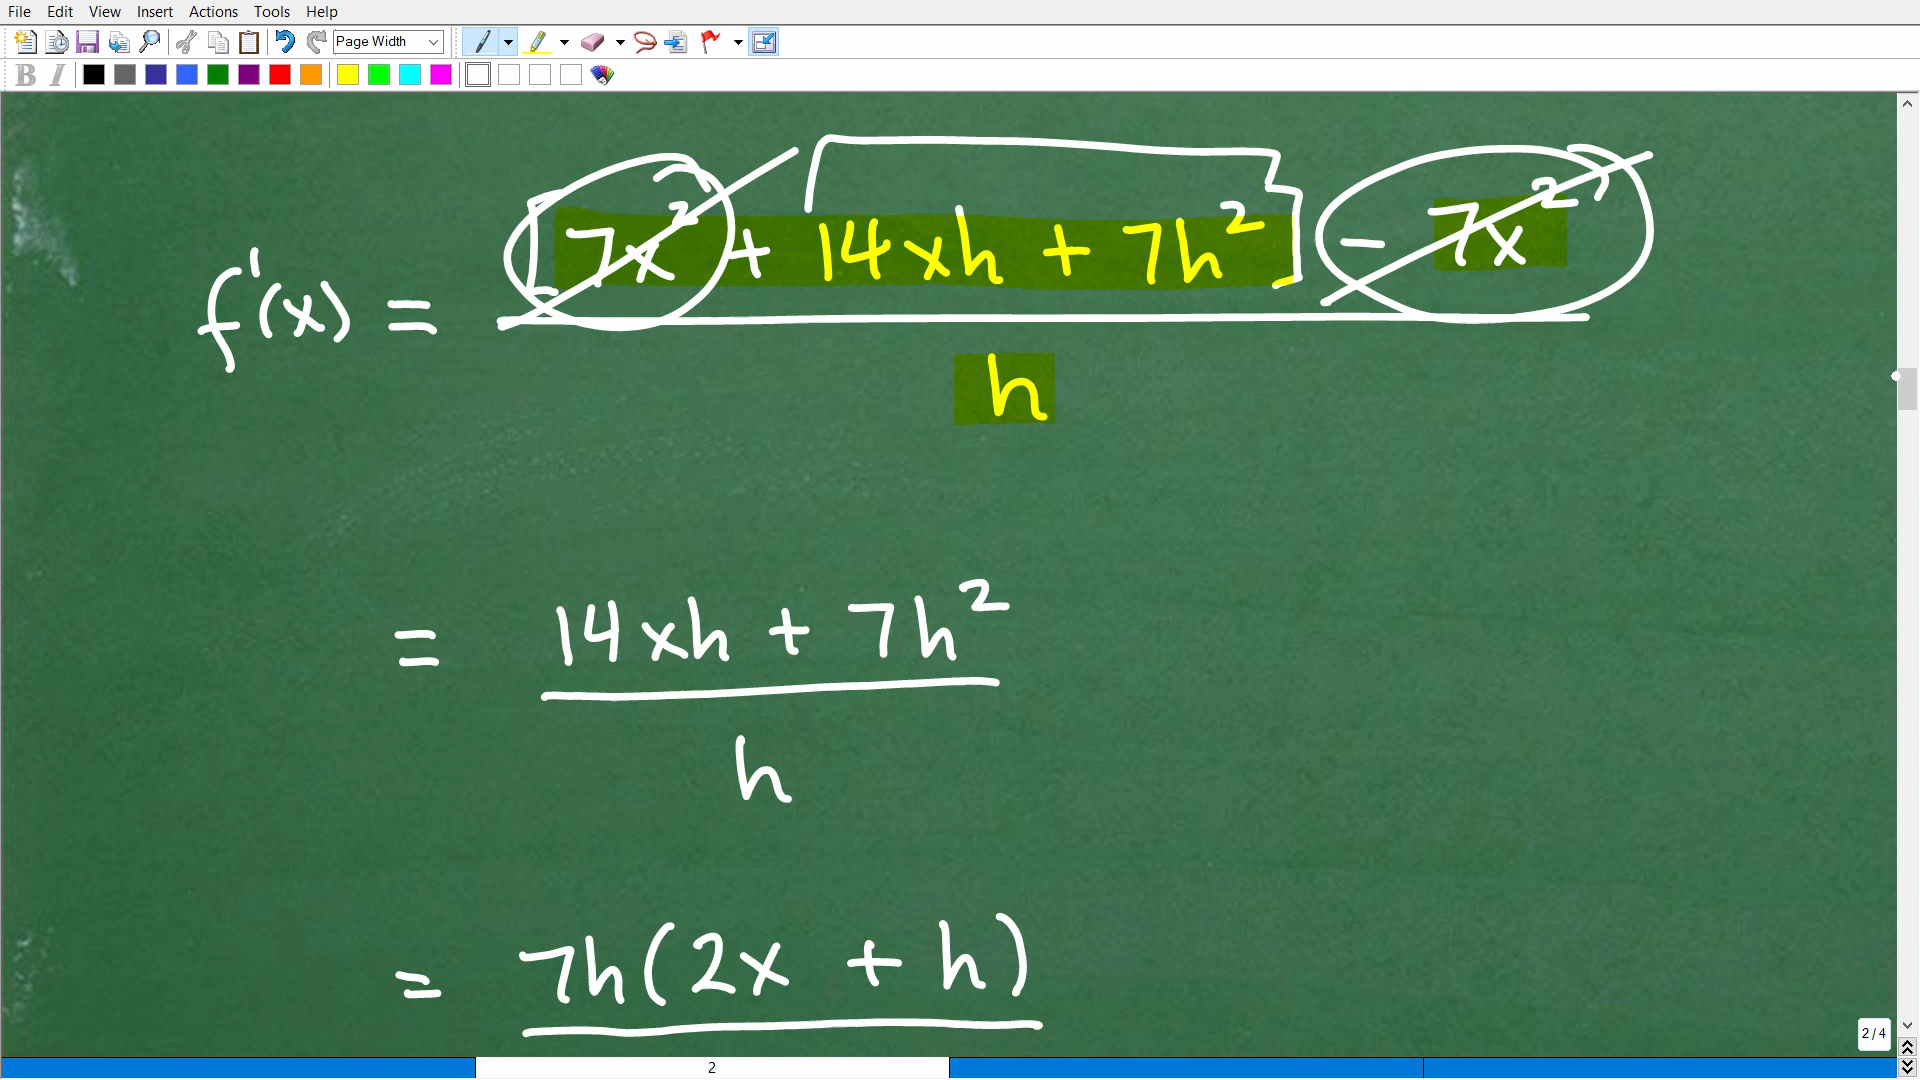 File Edit View Insert Actions Tools Help
Page Width
B I
f'(x) = [7x² + 14xh + 7h²] - 7x²
h
= 14xh + 7h²
h
= 7h(2x + h)
2 / 4
2